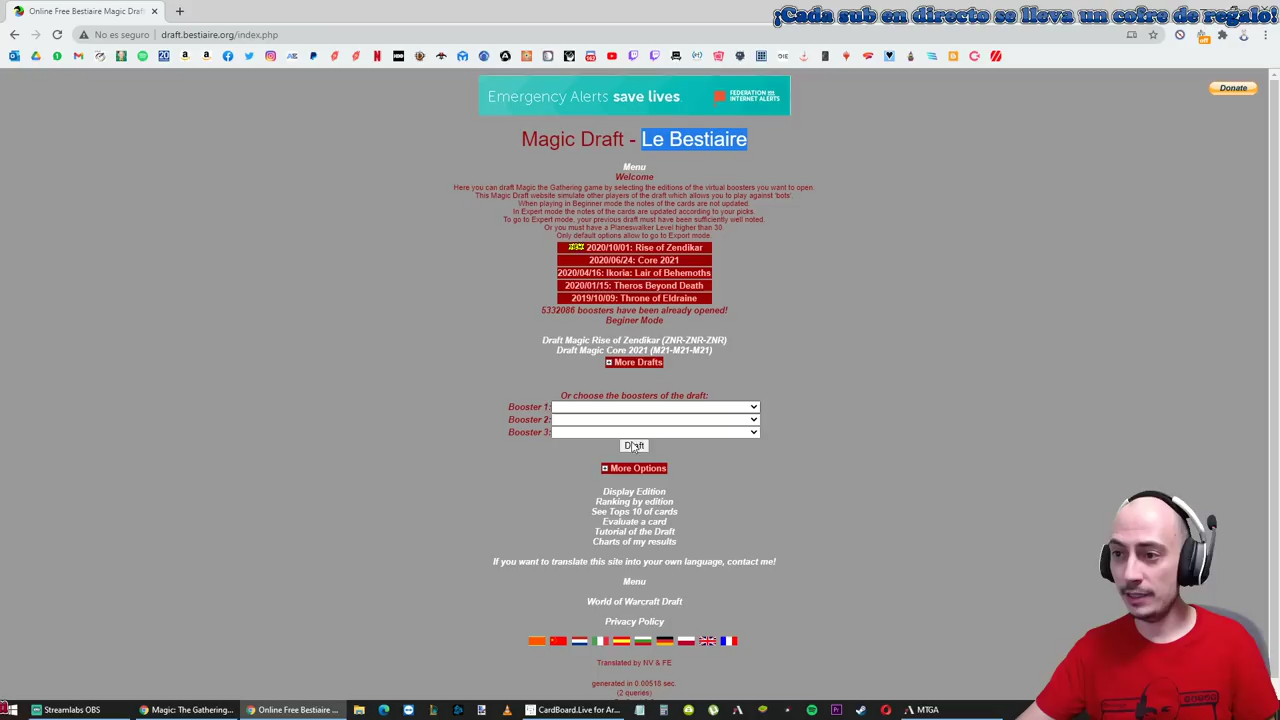 Online Free Bestiaire Magic Draft
¡Cada sub en directo se lleva un cofre de regalo!
No es seguro | draft.bestiaire.org/index.php
Emergency Alerts save lives.
FEDERATION OF
INTERNET ALERTS
Donate
Magic Draft - Le Bestiaire
Menu
Welcome
Here you can draft Magic the Gathering game by selecting the editions of the virtual boosters you want to open.
This Magic Draft website simulate other players of the draft which allows you to play against 'bots'.
When playing in Beginner mode the notes of the cards are not updated.
In Expert mode the notes of the cards are updated according to your picks.
To go to Expert mode, your previous draft must have been sufficiently well noted.
Or you must have a Planeswalker Level higher than 30.
Only default options allow to go to Export mode.
2020/10/01: Rise of Zendikar
2020/06/24: Core 2021
2020/04/16: Ikoria: Lair of Behemoths
2020/01/15: Theros Beyond Death
2019/10/09: Throne of Eldraine
5332086 boosters have been already opened!
Beginer Mode
Draft Magic Rise of Zendikar (ZNR-ZNR-ZNR)
Draft Magic Core 2021 (M21-M21-M21)
More Drafts
Or choose the boosters of the draft:
Booster 1:
Booster 2:
Booster 3:
Draft
More Options
Display Edition
Ranking by edition
See Tops 10 of cards
Evaluate a card
Tutorial of the Draft
Charts of my results
If you want to translate this site into your own language, contact me!
Menu
World of Warcraft Draft
Privacy Policy
Translated by NV & FE
generated in 0.00518 sec.
(2 queries)
Streamlabs OBS
Magic The Gathering...
Online Free Bestiaire ...
CardBoard.Live for Ar...
MTGA